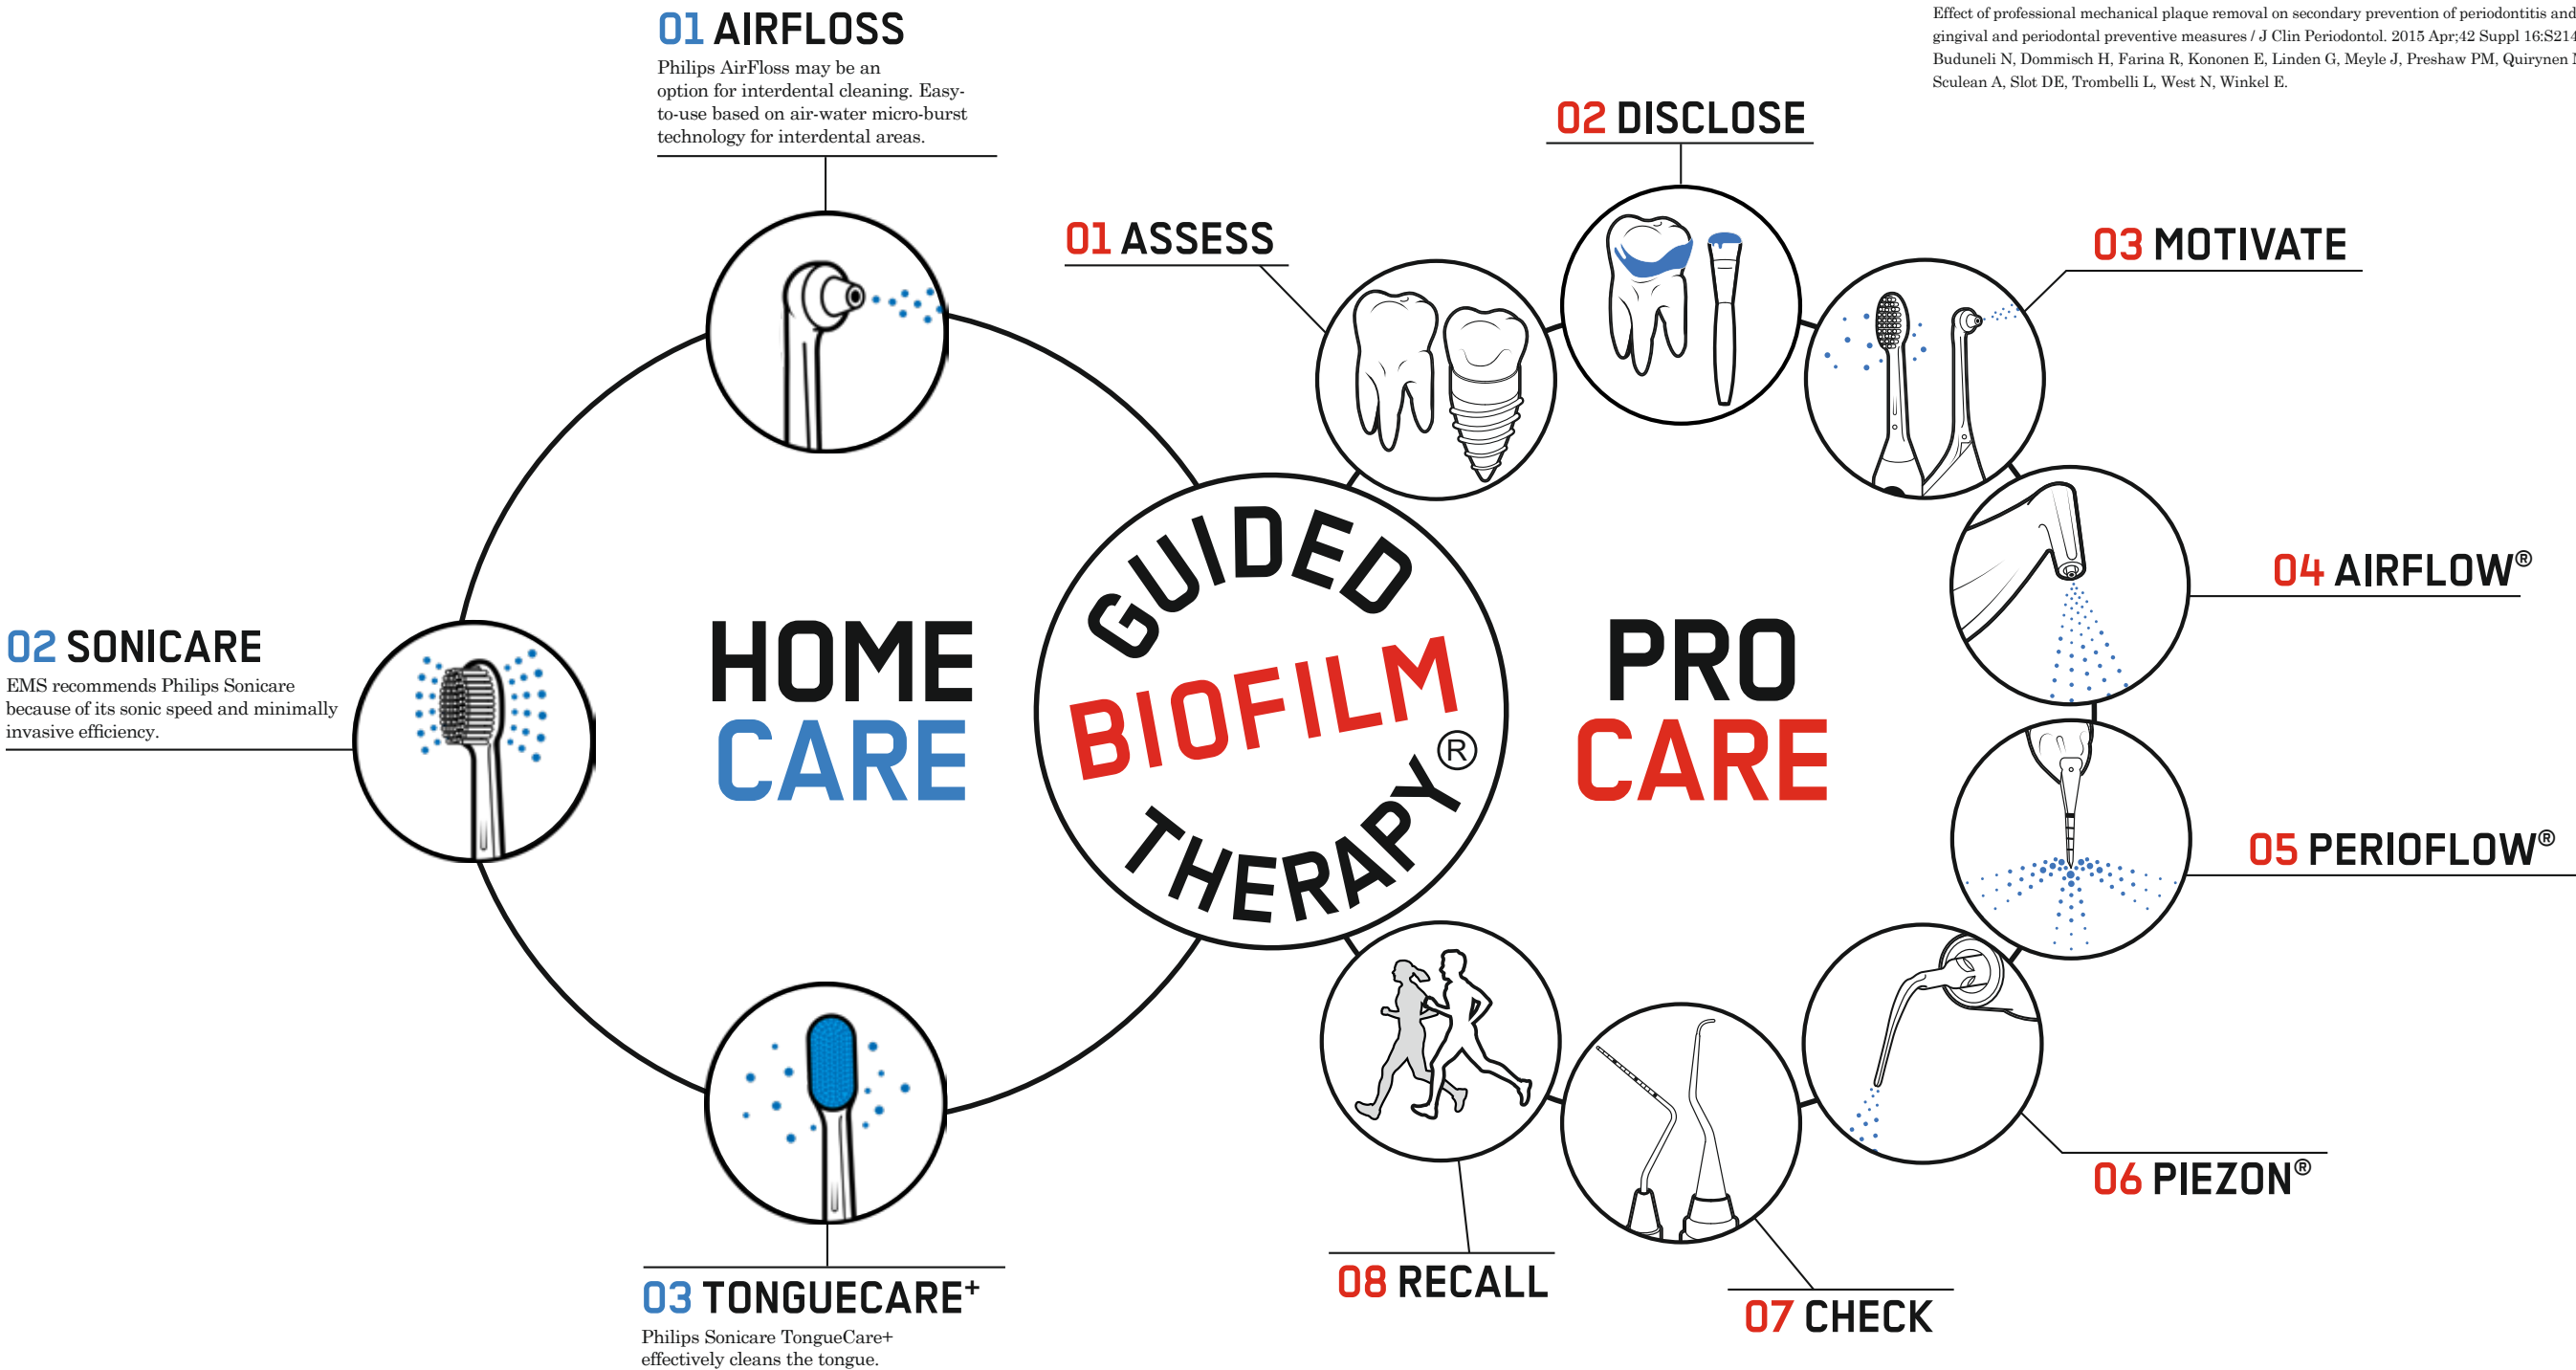 Effect of professional mechanical plaque removal on secondary prevention of periodontitis and
gingival and periodontal preventive measures / J Clin Periodontol. 2015 Apr;42 Suppl 16:S214
Buduneli N, Dommisch H, Farina R, Kononen E, Linden G, Meyle J, Preshaw PM, Quirynen
Sculean A, Slot DE, Trombelli L, West N, Winkel E.
01 AIRFLOSS
Philips AirFloss may be an
option for interdental cleaning. Easy-
to-use based on air-water micro-burst
technology for interdental areas.
02 SONICARE
EMS recommends Philips Sonicare
because of its sonic speed and minimally
invasive efficiency.
03 TONGUECARE+
Philips Sonicare TongueCare+
effectively cleans the tongue.
HOME
CARE
GUIDED
BIOFILM
THERAPY®
PRO
CARE
01 ASSESS
02 DISCLOSE
03 MOTIVATE
04 AIRFLOW®
05 PERIOFLOW®
06 PIEZON®
07 CHECK
08 RECALL